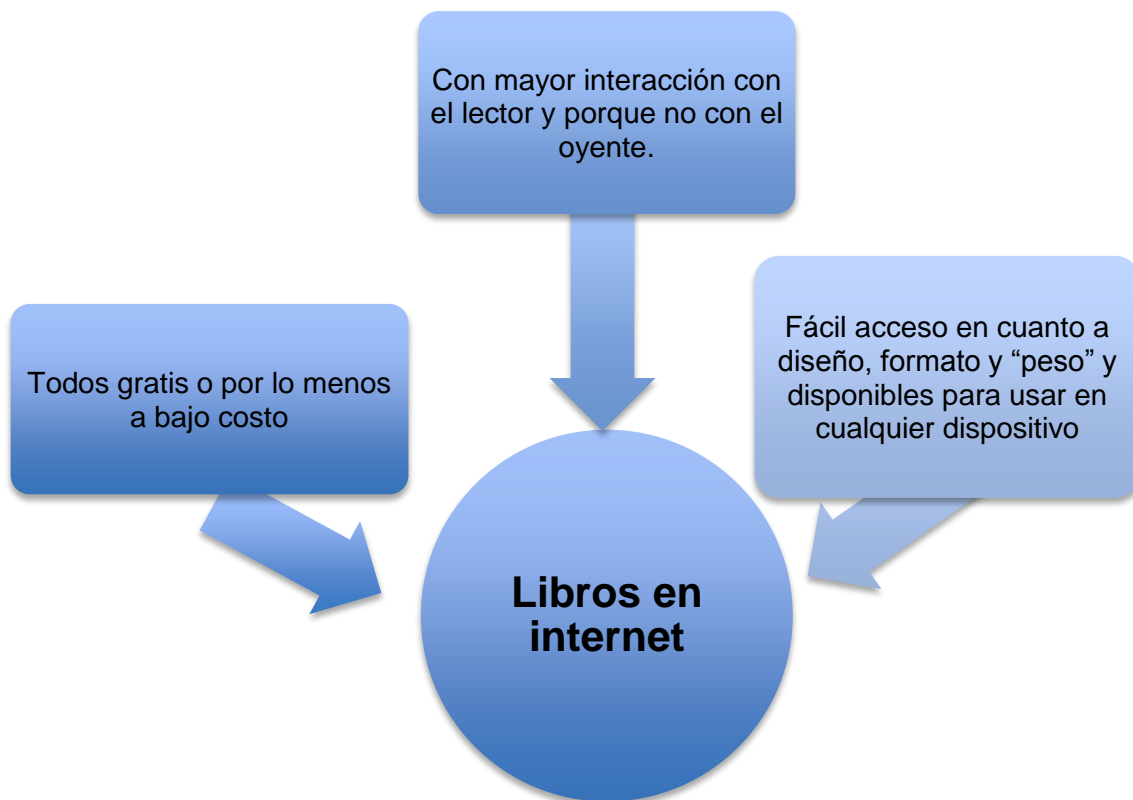 Con mayor interacción con
el lector y porque no con el
oyente.
Todos gratis o por lo menos
a bajo costo
Fácil acceso en cuanto a
diseño, formato y “peso” y
disponibles para usar en
cualquier dispositivo
Libros en
internet